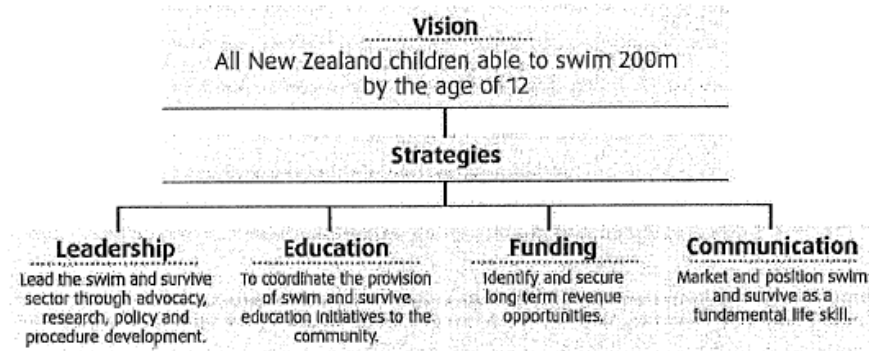 Vision
All New Zealand children able to swim 200m
by the age of 12
Strategies
Leadership
Lead the swim and survive
sector through advocacy,
research, policy and
procedure development.
Education
To coordinate the provision
of swim and survive
education initiatives to the
community.
Funding
Identify and secure
long term revenue
opportunities.
Communication
Market and position swim
and survive as a
fundamental life skill.